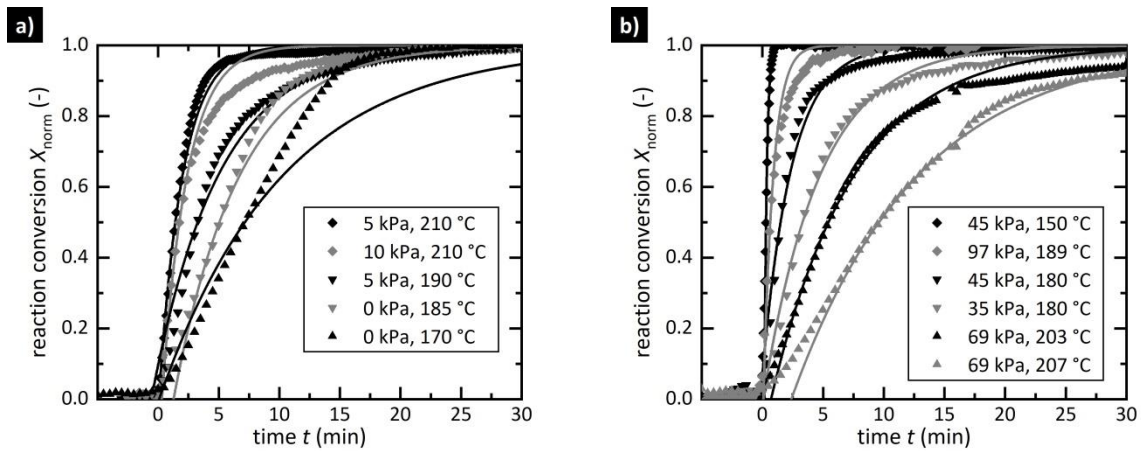 a)
1.0
0.8
0.6
0.4
0.2
0.0
reaction conversion Xnorm (-)
5 kPa, 210 °C
10 kPa, 210 °C
5 kPa, 190 °C
0 kPa, 185 °C
0 kPa, 170 °C
0 5 10 15 20 25 30
time t (min)
b)
1.0
0.8
0.6
0.4
0.2
0.0
reaction conversion Xnorm (-)
45 kPa, 150 °C
97 kPa, 189 °C
45 kPa, 180 °C
35 kPa, 180 °C
69 kPa, 203 °C
69 kPa, 207 °C
0 5 10 15 20 25 30
time t (min)